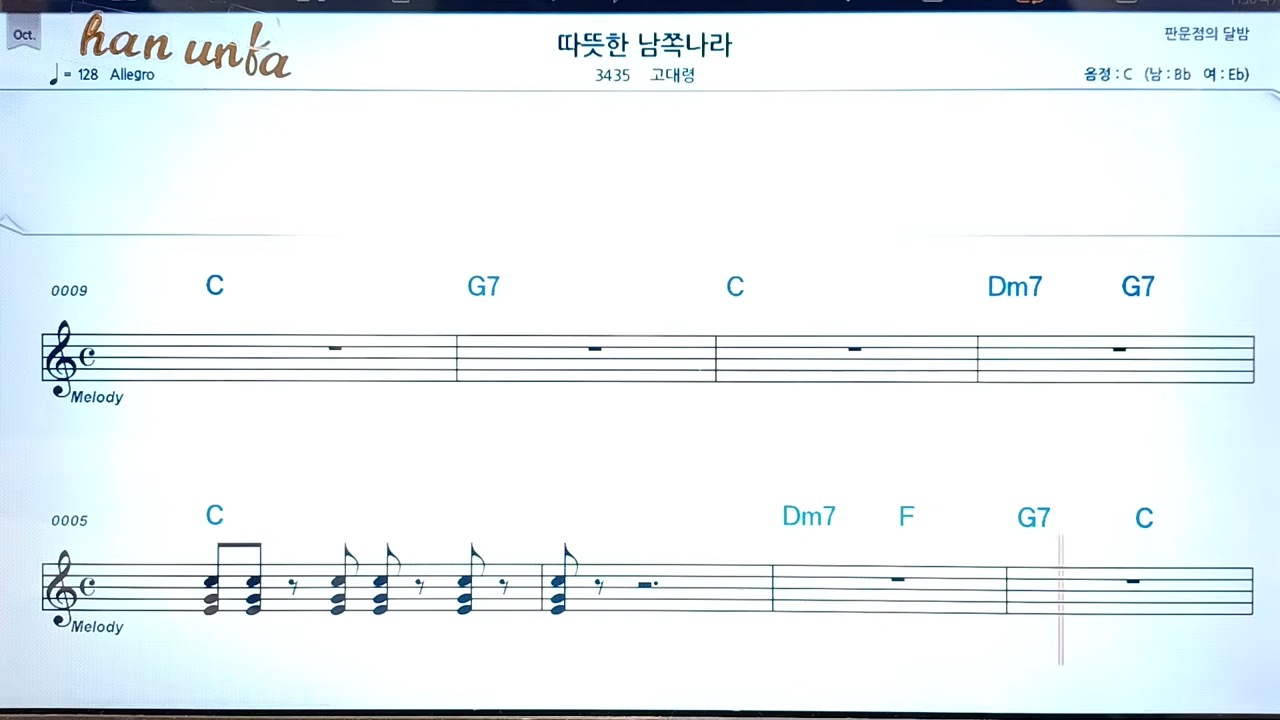 Oct.
han unfa
따뜻한 남쪽나라
판문점의 달밤
♩= 128 Allegro
3435 고대령
음정 : C (남 : Bb 여 : Eb)
0009 C G7 C Dm7 G7
Melody
0005 C Dm7 F G7 C
Melody